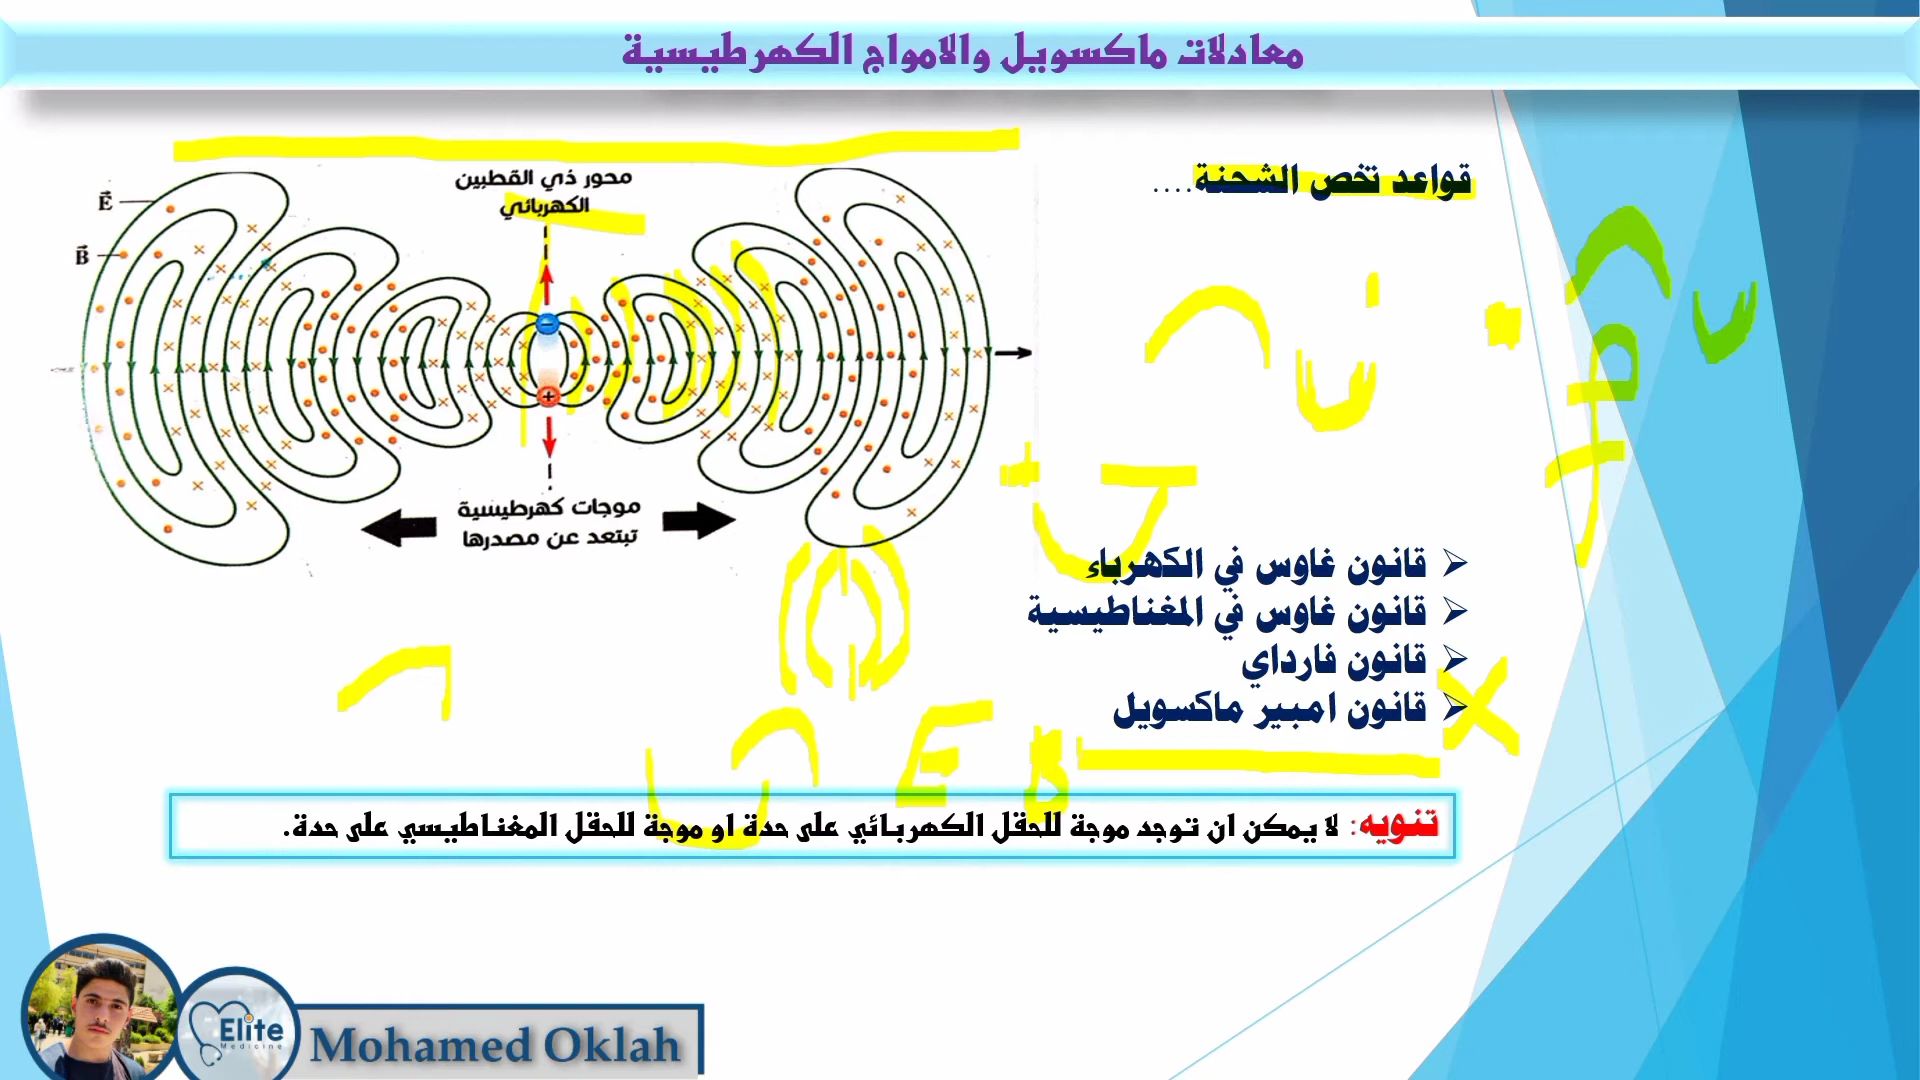 معادلات ماكسويل والامواج الكهرطيسية
قواعد تخص الشحنة....
محور ذي القطبين
الكهربائي
E
B
−
+
موجات كهرطيسية
تبتعد عن مصدرها
قانون غاوس في الكهرباء
قانون غاوس في المغناطيسية
قانون فارداي
قانون امبير ماكسويل
E B
تنويه: لا يمكن ان توجد موجة للحقل الكهربائي على حدة او موجة للحقل المغناطيسي على حدة.
Elite
Medicine
Mohamed Oklah